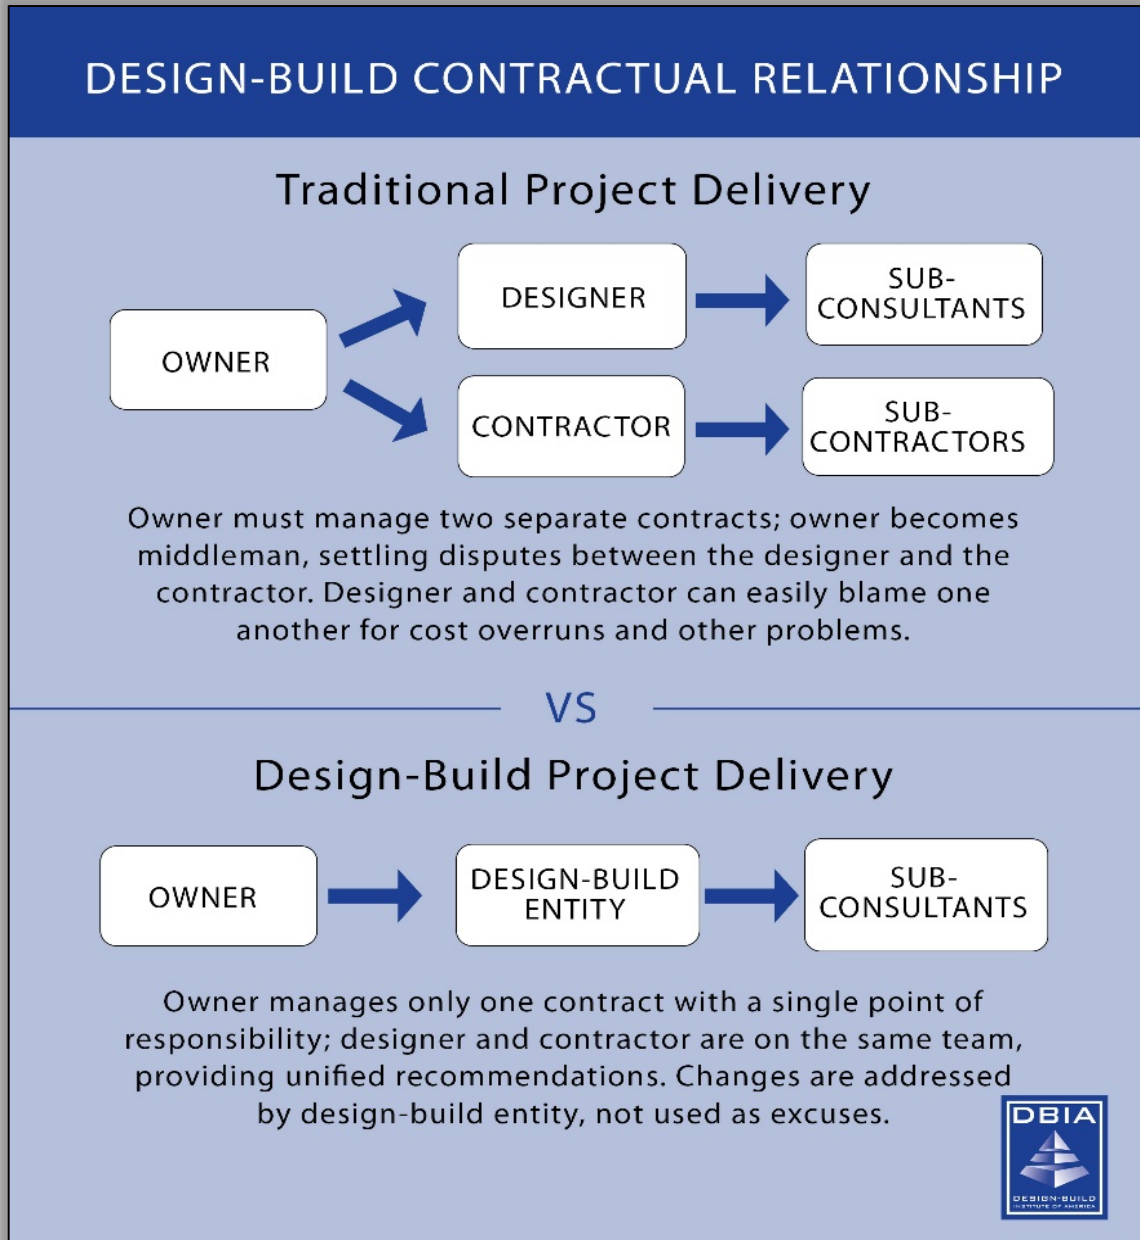 DESIGN-BUILD CONTRACTUAL RELATIONSHIP
Traditional Project Delivery
OWNER
DESIGNER
SUB-
CONSULTANTS
CONTRACTOR
SUB-
CONTRACTORS
Owner must manage two separate contracts; owner becomes
middleman, settling disputes between the designer and the
contractor. Designer and contractor can easily blame one
another for cost overruns and other problems.
VS
Design-Build Project Delivery
OWNER
DESIGN-BUILD
ENTITY
SUB-
CONSULTANTS
Owner manages only one contract with a single point of
responsibility; designer and contractor are on the same team,
providing unified recommendations. Changes are addressed
by design-build entity, not used as excuses.
DBIA
DESIGN-BUILD
INSTITUTE OF AMERICA